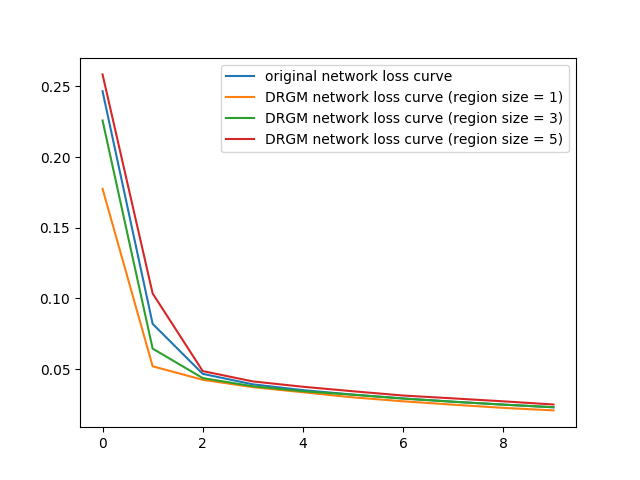 original network loss curve
DRGM network loss curve (region size = 1)
DRGM network loss curve (region size = 3)
DRGM network loss curve (region size = 5)
0.25
0.20
0.15
0.10
0.05
0 2 4 6 8